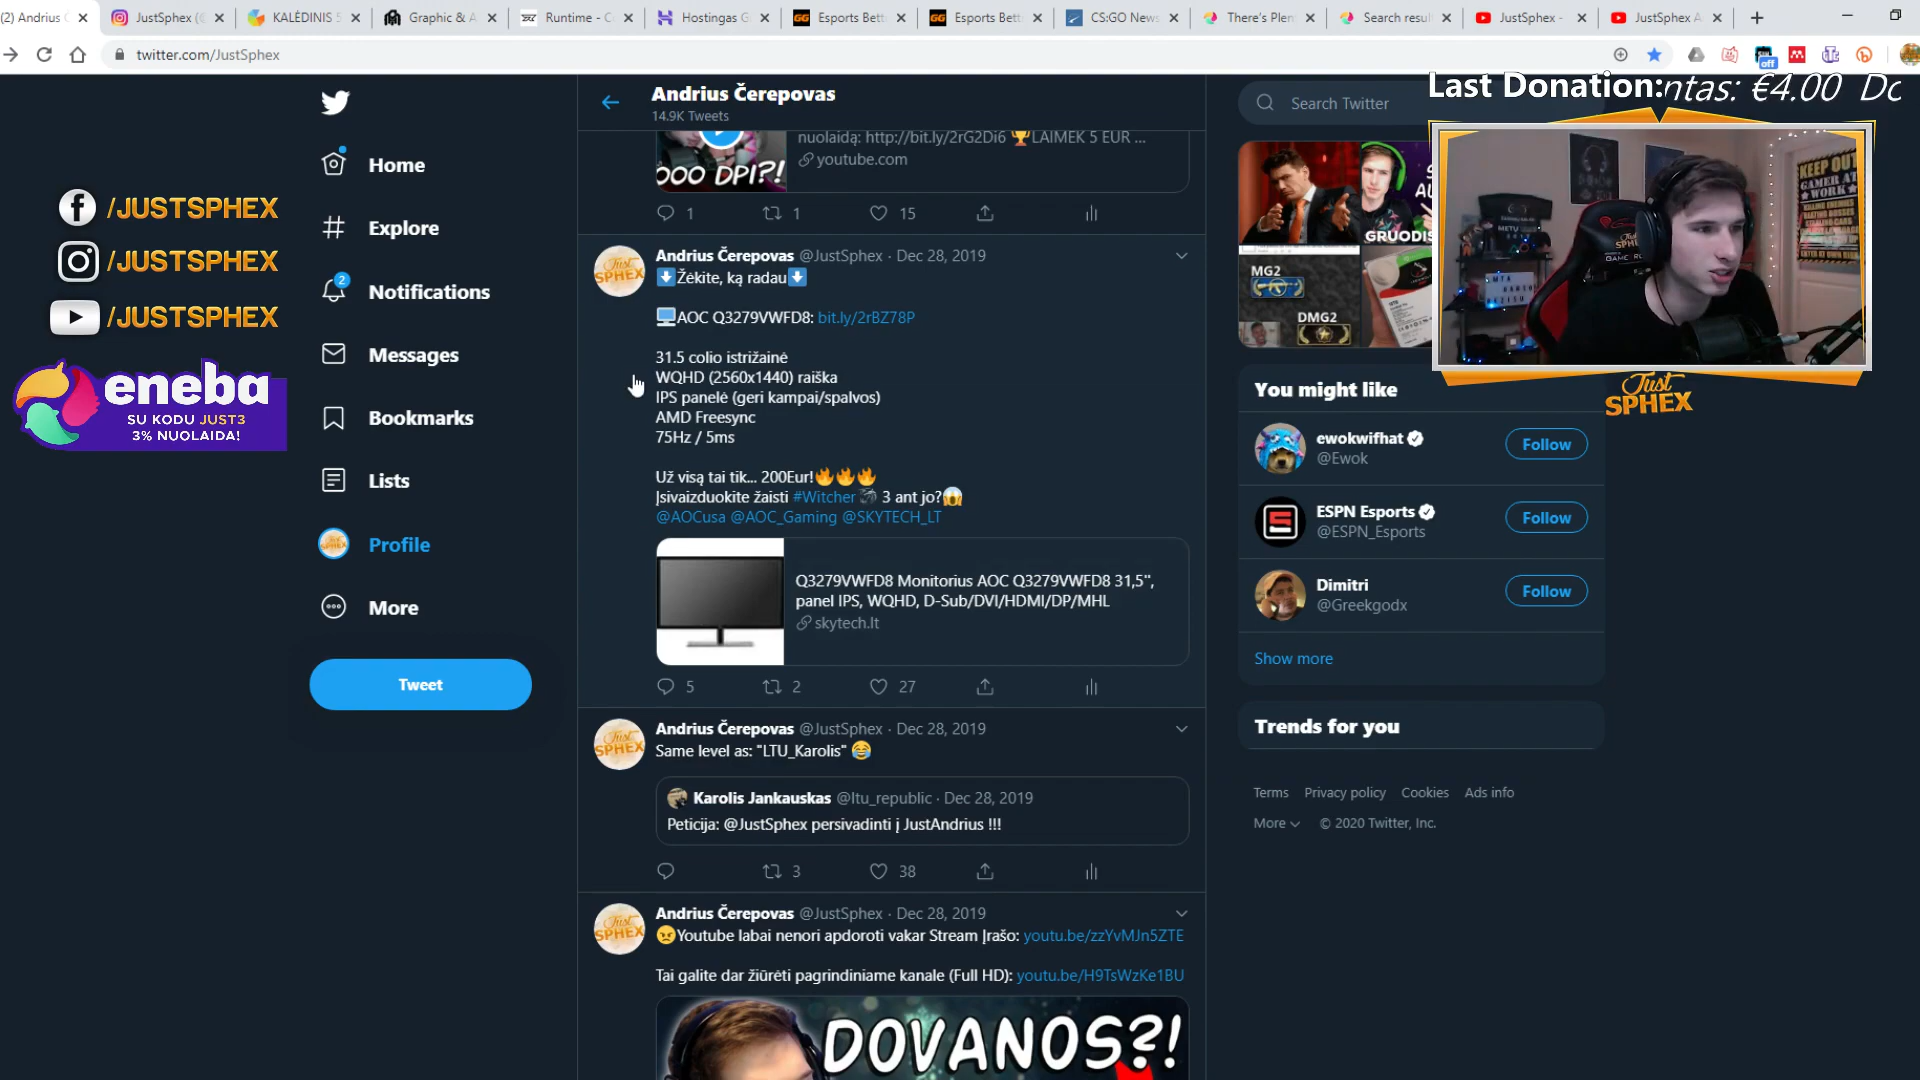 (2) Andrius
JustSphex (
KALĖDINIS
Graphic & A
Runtime - C
Hostingas G
Esports Bett
Esports Bett
CS:GO News
There's Plen
Search resul
JustSphex -
JustSphex A
twitter.com/JustSphex
off
Last Donation:
ntas: €4.00 Do
/JUSTSPHEX
/JUSTSPHEX
/JUSTSPHEX
eneba
SU KODU JUST3
3% NUOLAIDA!
Home
Explore
2
Notifications
Messages
Bookmarks
Lists
Profile
More
Tweet
Andrius Čerepovas
14.9K Tweets
OOO DPI?!
nuolaidą: http://bit.ly/2rG2Di6 🏆LAIMEK 5 EUR ...
youtube.com
1 1 15
Andrius Čerepovas @JustSphex · Dec 28, 2019
⬇Žėkite, ką radau⬇
🖥AOC Q3279VWFD8: bit.ly/2rBZ78P
31.5 colio istrižainė
WQHD (2560x1440) raiška
IPS panelė (geri kampai/spalvos)
AMD Freesync
75Hz / 5ms
Už visą tai tik... 200Eur!🔥🔥🔥
Įsivaizduokite žaisti #Witcher 3 ant jo?😱
@AOCusa @AOC_Gaming @SKYTECH_LT
Q3279VWFD8 Monitorius AOC Q3279VWFD8 31,5",
panel IPS, WQHD, D-Sub/DVI/HDMI/DP/MHL
skytech.lt
5 2 27
Andrius Čerepovas @JustSphex · Dec 28, 2019
Same level as: "LTU_Karolis" 😂
Karolis Jankauskas @ltu_republic · Dec 28, 2019
Peticija: @JustSphex persivadinti į JustAndrius !!!
3 38
Andrius Čerepovas @JustSphex · Dec 28, 2019
😠Youtube labai nenori apdoroti vakar Stream Įrašo: youtu.be/zzYvMJn5ZTE
Tai galite dar žiūrėti pagrindiniame kanale (Full HD): youtu.be/H9TsWzKe1BU
DOVANOS?!
Search Twitter
GRUODIS
MG2
DMG2
KEEP OUT
GAMER AT
WORK
Just
SPHEX
You might like
ewokwifhat
@Ewok
Follow
ESPN Esports
@ESPN_Esports
Follow
Dimitri
@Greekgodx
Follow
Show more
Trends for you
Terms Privacy policy Cookies Ads info
More © 2020 Twitter, Inc.